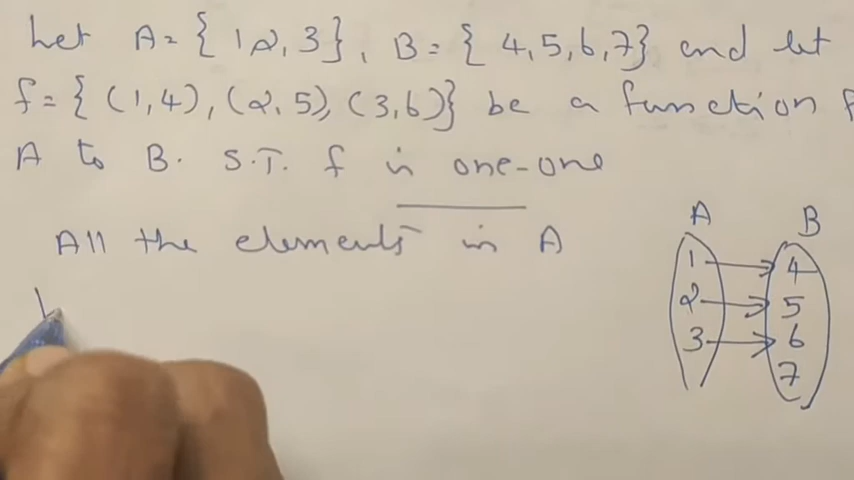 Let A = { 1 2, 3 }, B = { 4, 5, 6, 7 } and let
f = { (1, 4), (2, 5), (3, 6) } be a function f
A to B. S.T. f is one-one
All the elements in A
A B
1 4
2 5
3 6
7